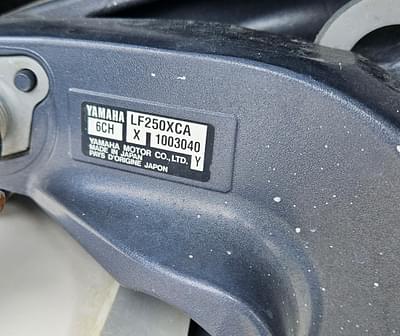 YAMAHA LF250XCA
6CH X 1003040 Y
YAMAHA MOTOR CO., LTD.
MADE IN JAPAN
PAYS D'ORIGINE JAPON